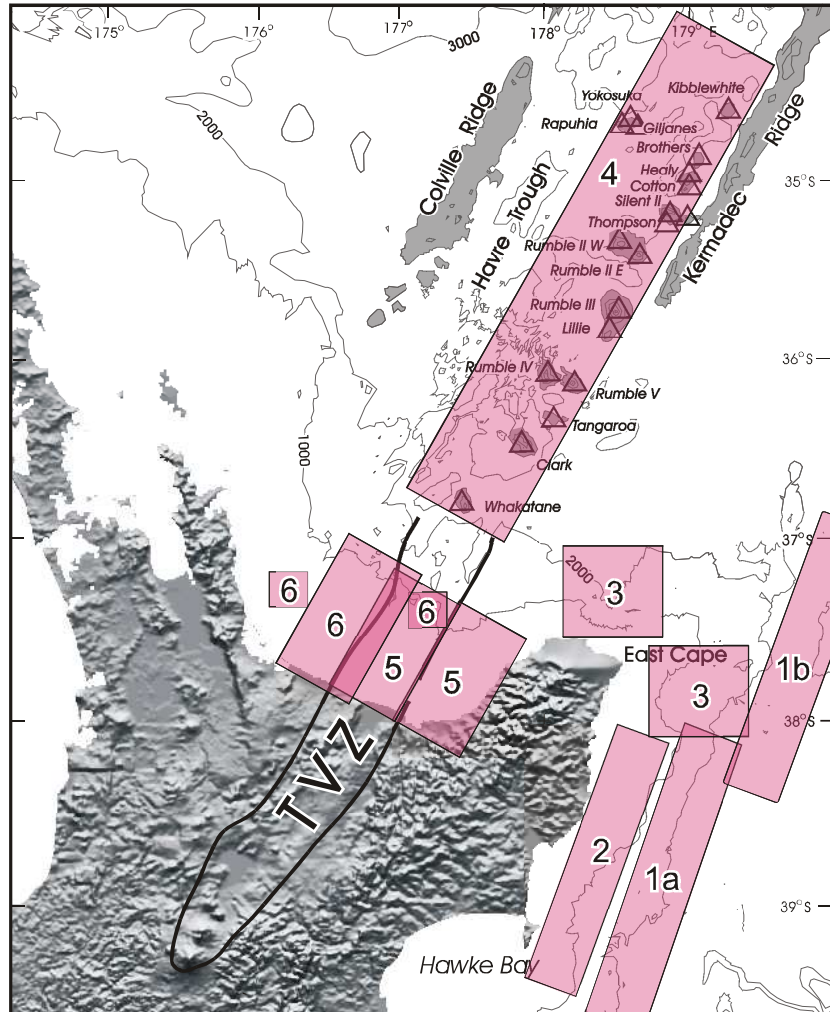 175°
176°
177°
178°
179° E
3000
2000
Colville Ridge
Havre Trough
Kermadec Ridge
Yokosuka
Kibblewhite
Rapuhia
Giljanes
Brothers
Healy
Cotton
Silent II
Thompson
4
35°S
Rumble II W
Rumble II E
Rumble III
Lillie
36°S
Rumble IV
Rumble V
Tangaroa
Clark
Whakatane
1000
37°S
2000
3
6
6
6
5
5
East Cape
3
1b
38°S
TVZ
2
1a
39°S
Hawke Bay